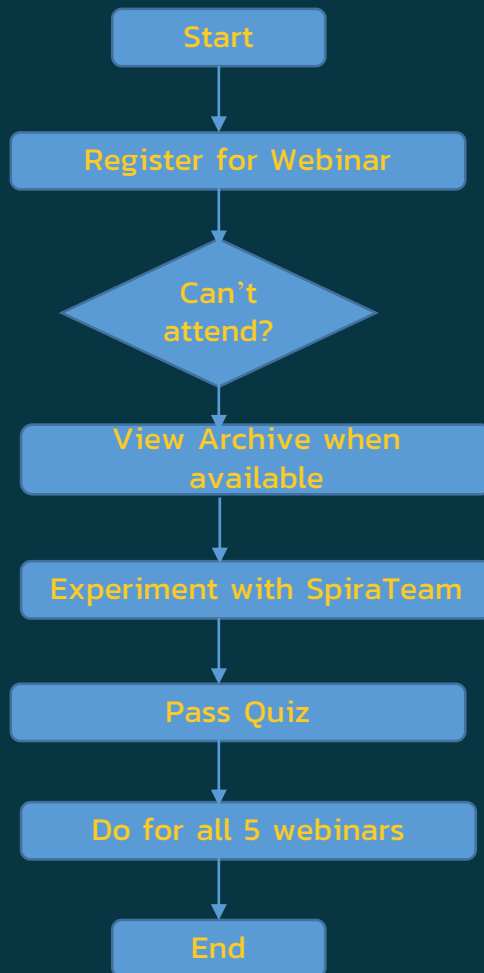 Start
Register for Webinar
Can’t
attend?
View Archive when
available
Experiment with SpiraTeam
Pass Quiz
Do for all 5 webinars
End